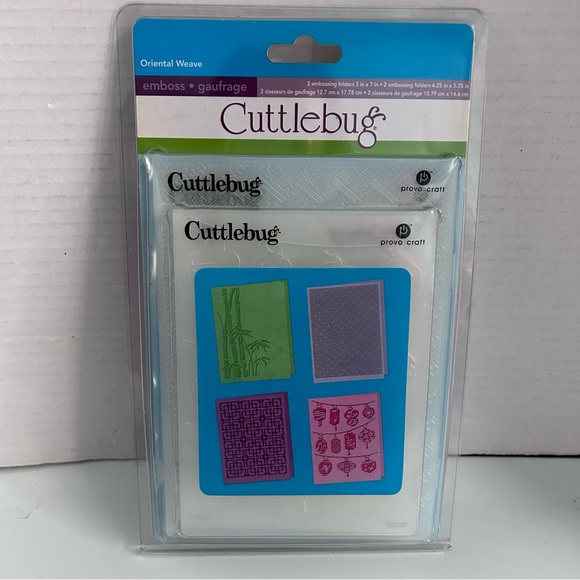 Oriental Weave
emboss • gaufrage
2 embossing folders 5 in x 7 in • 2 embossing folders 4.25 in x 5.75 in
2 classeurs de gaufrage 12.7 cm x 17.78 cm • 2 classeurs de gaufrage 10.79 cm x 14.6 cm
Cuttlebug®
Cuttlebug
provo craft
Cuttlebug
provo craft